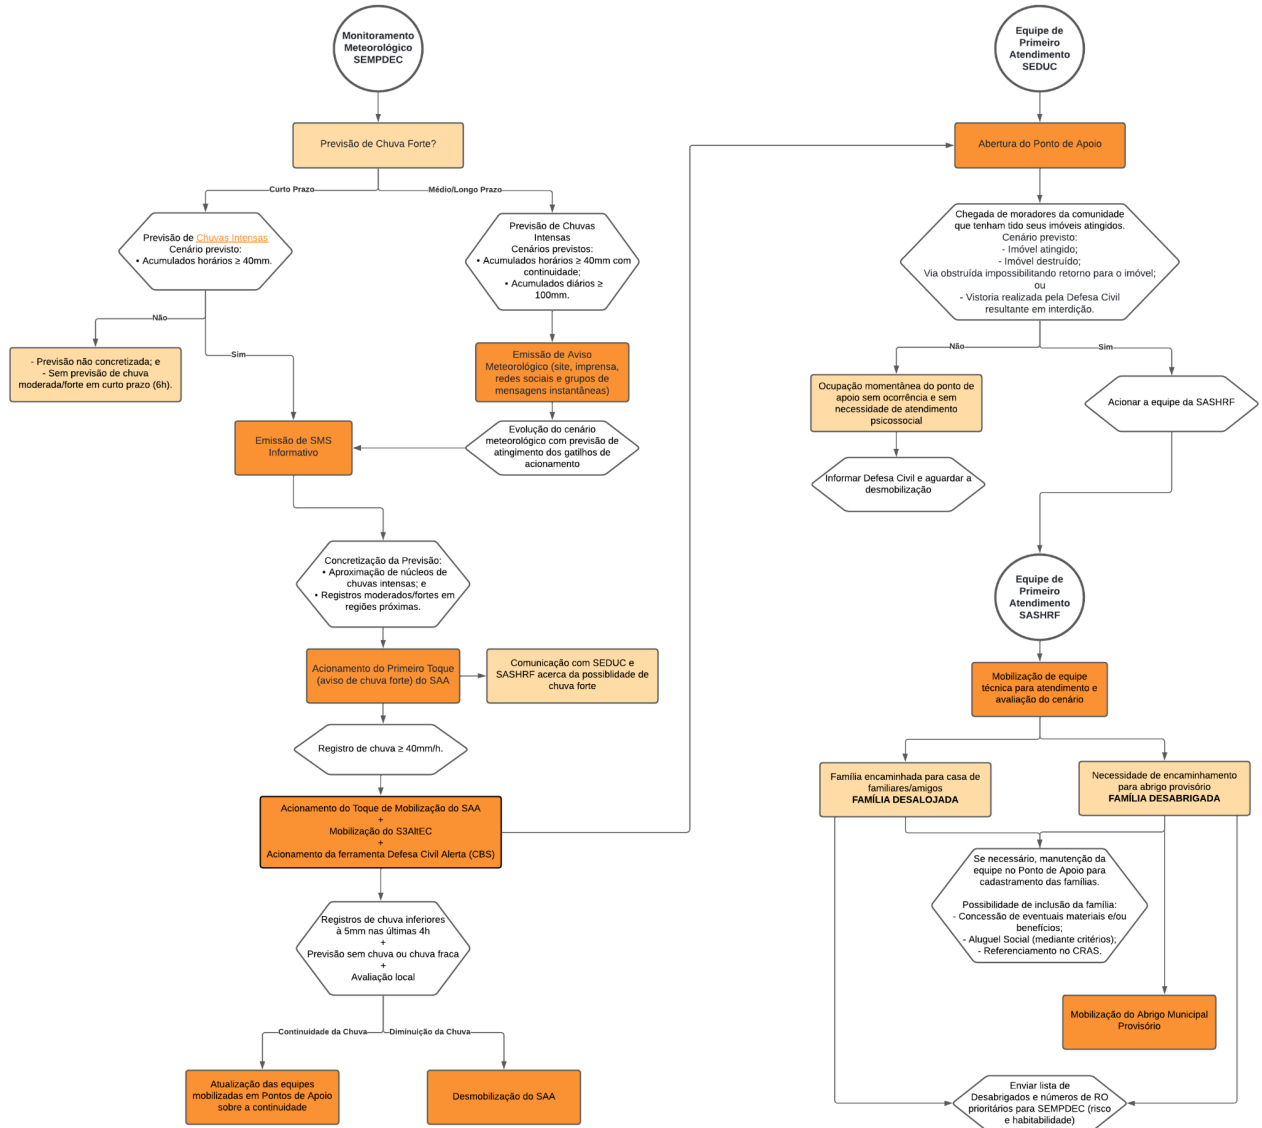 Monitoramento
Meteorológico
SEMPDEC
Previsão de Chuva Forte?
Curto Prazo
Médio/Longo Prazo
Previsão de Chuvas Intensas
Cenário previsto:
• Acumulados horários ≥ 40mm.
Previsão de Chuvas
Intensas
Cenários previstos:
• Acumulados horários ≥ 40mm com
continuidade;
• Acumulados diários ≥
100mm.
Não
Sim
- Previsão não concretizada; e
- Sem previsão de chuva
moderada/forte em curto prazo (6h).
Emissão de Aviso
Meteorológico (site, imprensa,
redes sociais e grupos de
mensagens instantâneas)
Emissão de SMS
Informativo
Evolução do cenário
meteorológico com previsão de
atingimento dos gatilhos de
acionamento
Concretização da Previsão:
• Aproximação de núcleos de
chuvas intensas; e
• Registros moderados/fortes em
regiões próximas.
Acionamento do Primeiro Toque
(aviso de chuva forte) do SAA
Comunicação com SEDUC e
SASHRF acerca da possiblidade de
chuva forte
Registro de chuva ≥ 40mm/h.
Acionamento do Toque de Mobilização do SAA
+
Mobilização do S3AltEC
+
Acionamento da ferramenta Defesa Civil Alerta (CBS)
Registros de chuva inferiores
à 5mm nas últimas 4h
+
Previsão sem chuva ou chuva fraca
+
Avaliação local
Continuidade da Chuva
Diminuição da Chuva
Atualização das equipes
mobilizadas em Pontos de Apoio
sobre a continuidade
Desmobilização do SAA
Equipe de
Primeiro
Atendimento
SEDUC
Abertura do Ponto de Apoio
Chegada de moradores da comunidade
que tenham tido seus imóveis atingidos.
Cenário previsto:
- Imóvel atingido;
- Imóvel destruído;
Via obstruída impossibilitando retorno para o imóvel;
ou
- Vistoria realizada pela Defesa Civil
resultante em interdição.
Não
Sim
Ocupação momentânea do ponto de
apoio sem ocorrência e sem
necessidade de atendimento
psicossocial
Acionar a equipe da SASHRF
Informar Defesa Civil e aguardar a
desmobilização
Equipe de
Primeiro
Atendimento
SASHRF
Mobilização de equipe
técnica para atendimento e
avaliação do cenário
Família encaminhada para casa de
familiares/amigos
FAMÍLIA DESALOJADA
Necessidade de encaminhamento
para abrigo provisório
FAMÍLIA DESABRIGADA
Se necessário, manutenção da
equipe no Ponto de Apoio para
cadastramento das famílias.
Possibilidade de inclusão da família:
- Concessão de eventuais materiais e/ou
benefícios;
- Aluguel Social (mediante critérios);
- Referenciamento no CRAS.
Mobilização do Abrigo Municipal
Provisório
Enviar lista de
Desabrigados e números de RO
prioritários para SEMPDEC (risco
e habitabilidade)